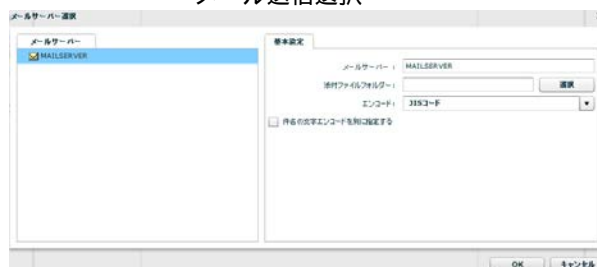 メール送信選択
メールサーバー選択
メールサーバー
MAILSERVER
基本設定
メールサーバー： MAILSERVER
添付ファイルフォルダー： 選択
エンコード： JISコード
件名の文字エンコードを別に指定する
OK キャンセル